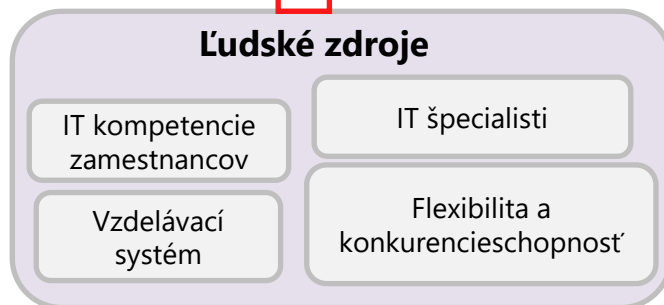 Ľudské zdroje
IT kompetencie
zamestnancov
IT špecialisti
Vzdelávací
systém
Flexibilita a
konkurencieschopnosť